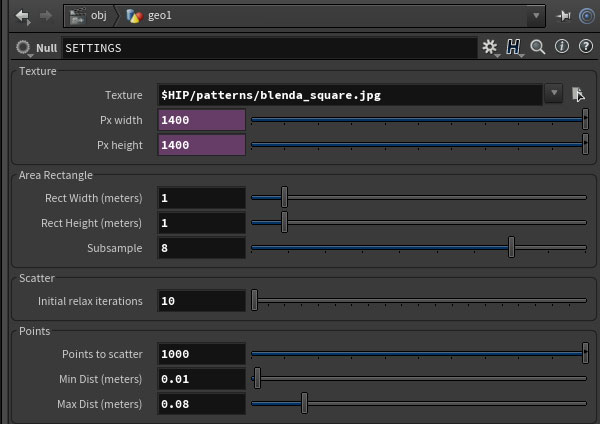 obj geo1
Null SETTINGS
Texture
Texture $HIP/patterns/blenda_square.jpg
Px width 1400
Px height 1400
Area Rectangle
Rect Width (meters) 1
Rect Height (meters) 1
Subsample 8
Scatter
Initial relax iterations 10
Points
Points to scatter 1000
Min Dist (meters) 0.01
Max Dist (meters) 0.08